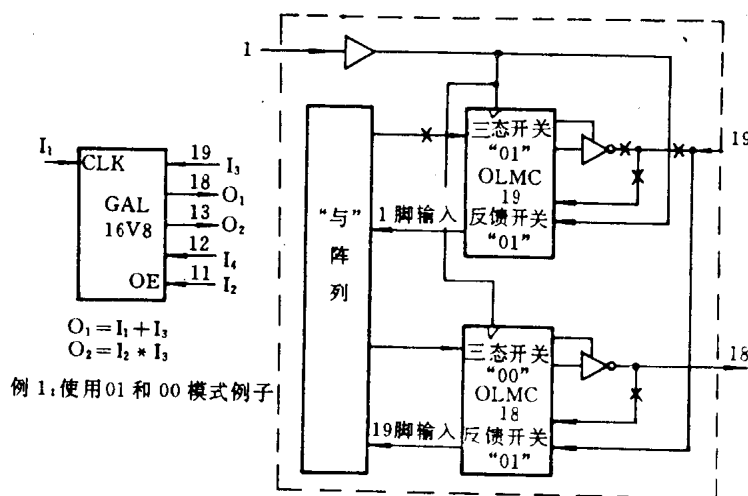 I₁
CLK
GAL
16V8
OE
19
I₃
18
O₁
13
O₂
12
I₄
11
I₂
O₁=I₁+I₃
O₂=I₂*I₃
例1:使用01和00模式例子
1
"与"
阵
列
三态开关
"01"
OLMC
19
反馈开关
"01"
1脚输入
19
三态开关
"00"
OLMC
18
反馈开关
"01"
19脚输入
18